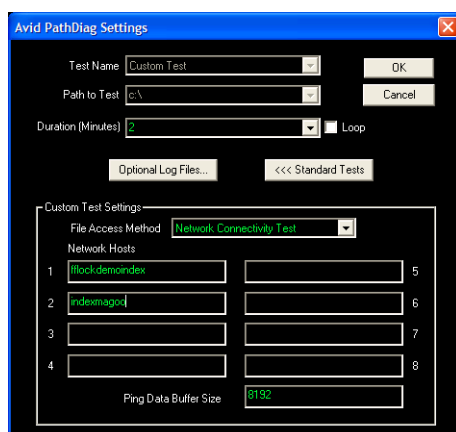 Avid PathDiag Settings
Test Name Custom Test OK
Path to Test c:\ Cancel
Duration (Minutes) 2 Loop
Optional Log Files... <<< Standard Tests
Custom Test Settings
File Access Method Network Connectivity Test
Network Hosts
1 fflockdemoindex 5
2 indexmagoo 6
3 7
4 8
Ping Data Buffer Size 8192